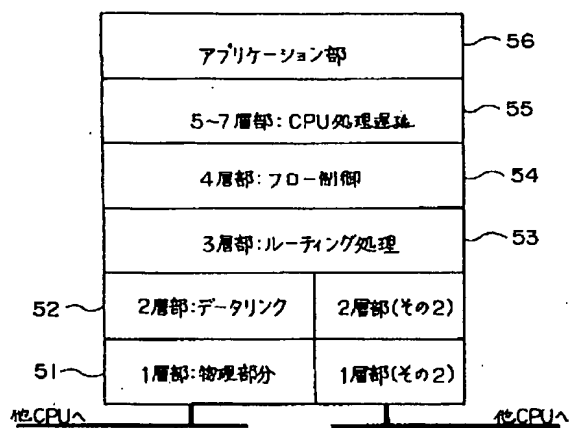 アプリケーション部 56
5~7層部:CPU処理遅延 55
4層部:フロー制御 54
3層部:ルーティング処理 53
52 2層部:データリンク 2層部(その2)
51 1層部:物理部分 1層部(その2)
他CPUへ 他CPUへ